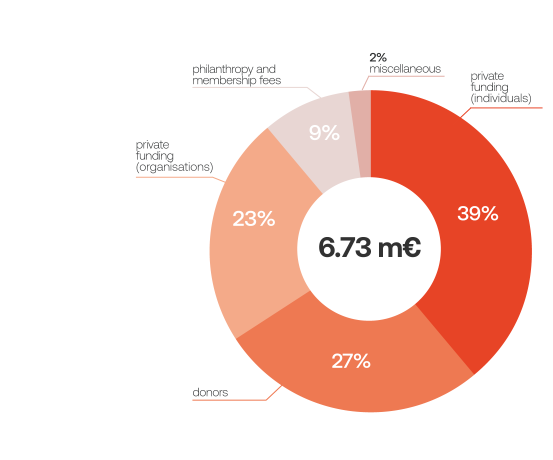 2%
miscellaneous
philanthropy and
membership fees
private
funding
(individuals)
9%
private
funding
(organisations)
23%
39%
6.73 m€
27%
donors